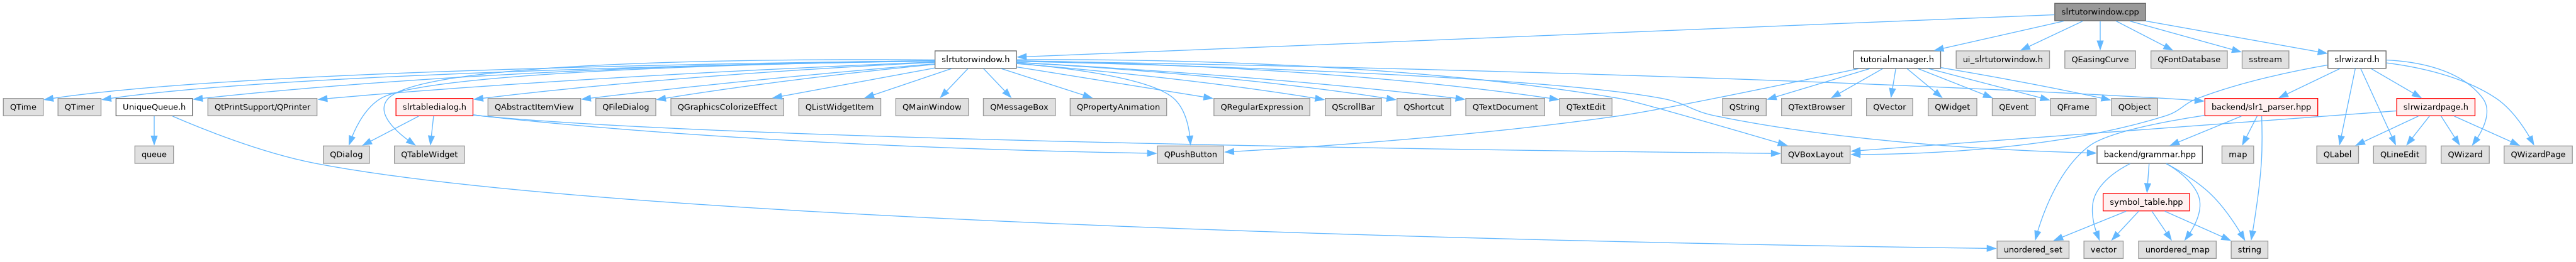 slrtutorwindow.cpp
slrtutorwindow.h
tutorialmanager.h
ui_slrtutorwindow.h
QEasingCurve
QFontDatabase
sstream
slrwizard.h
QTime
QTimer
UniqueQueue.h
QtPrintSupport/QPrinter
slrtabledialog.h
QAbstractItemView
QFileDialog
QGraphicsColorizeEffect
QListWidgetItem
QMainWindow
QMessageBox
QPropertyAnimation
QRegularExpression
QScrollBar
QShortcut
QTextDocument
QTextEdit
QString
QTextBrowser
QVector
QWidget
QEvent
QFrame
QObject
backend/slr1_parser.hpp
slrwizardpage.h
queue
QDialog
QTableWidget
QPushButton
QVBoxLayout
backend/grammar.hpp
map
QLabel
QLineEdit
QWizard
QWizardPage
symbol_table.hpp
unordered_set
vector
unordered_map
string